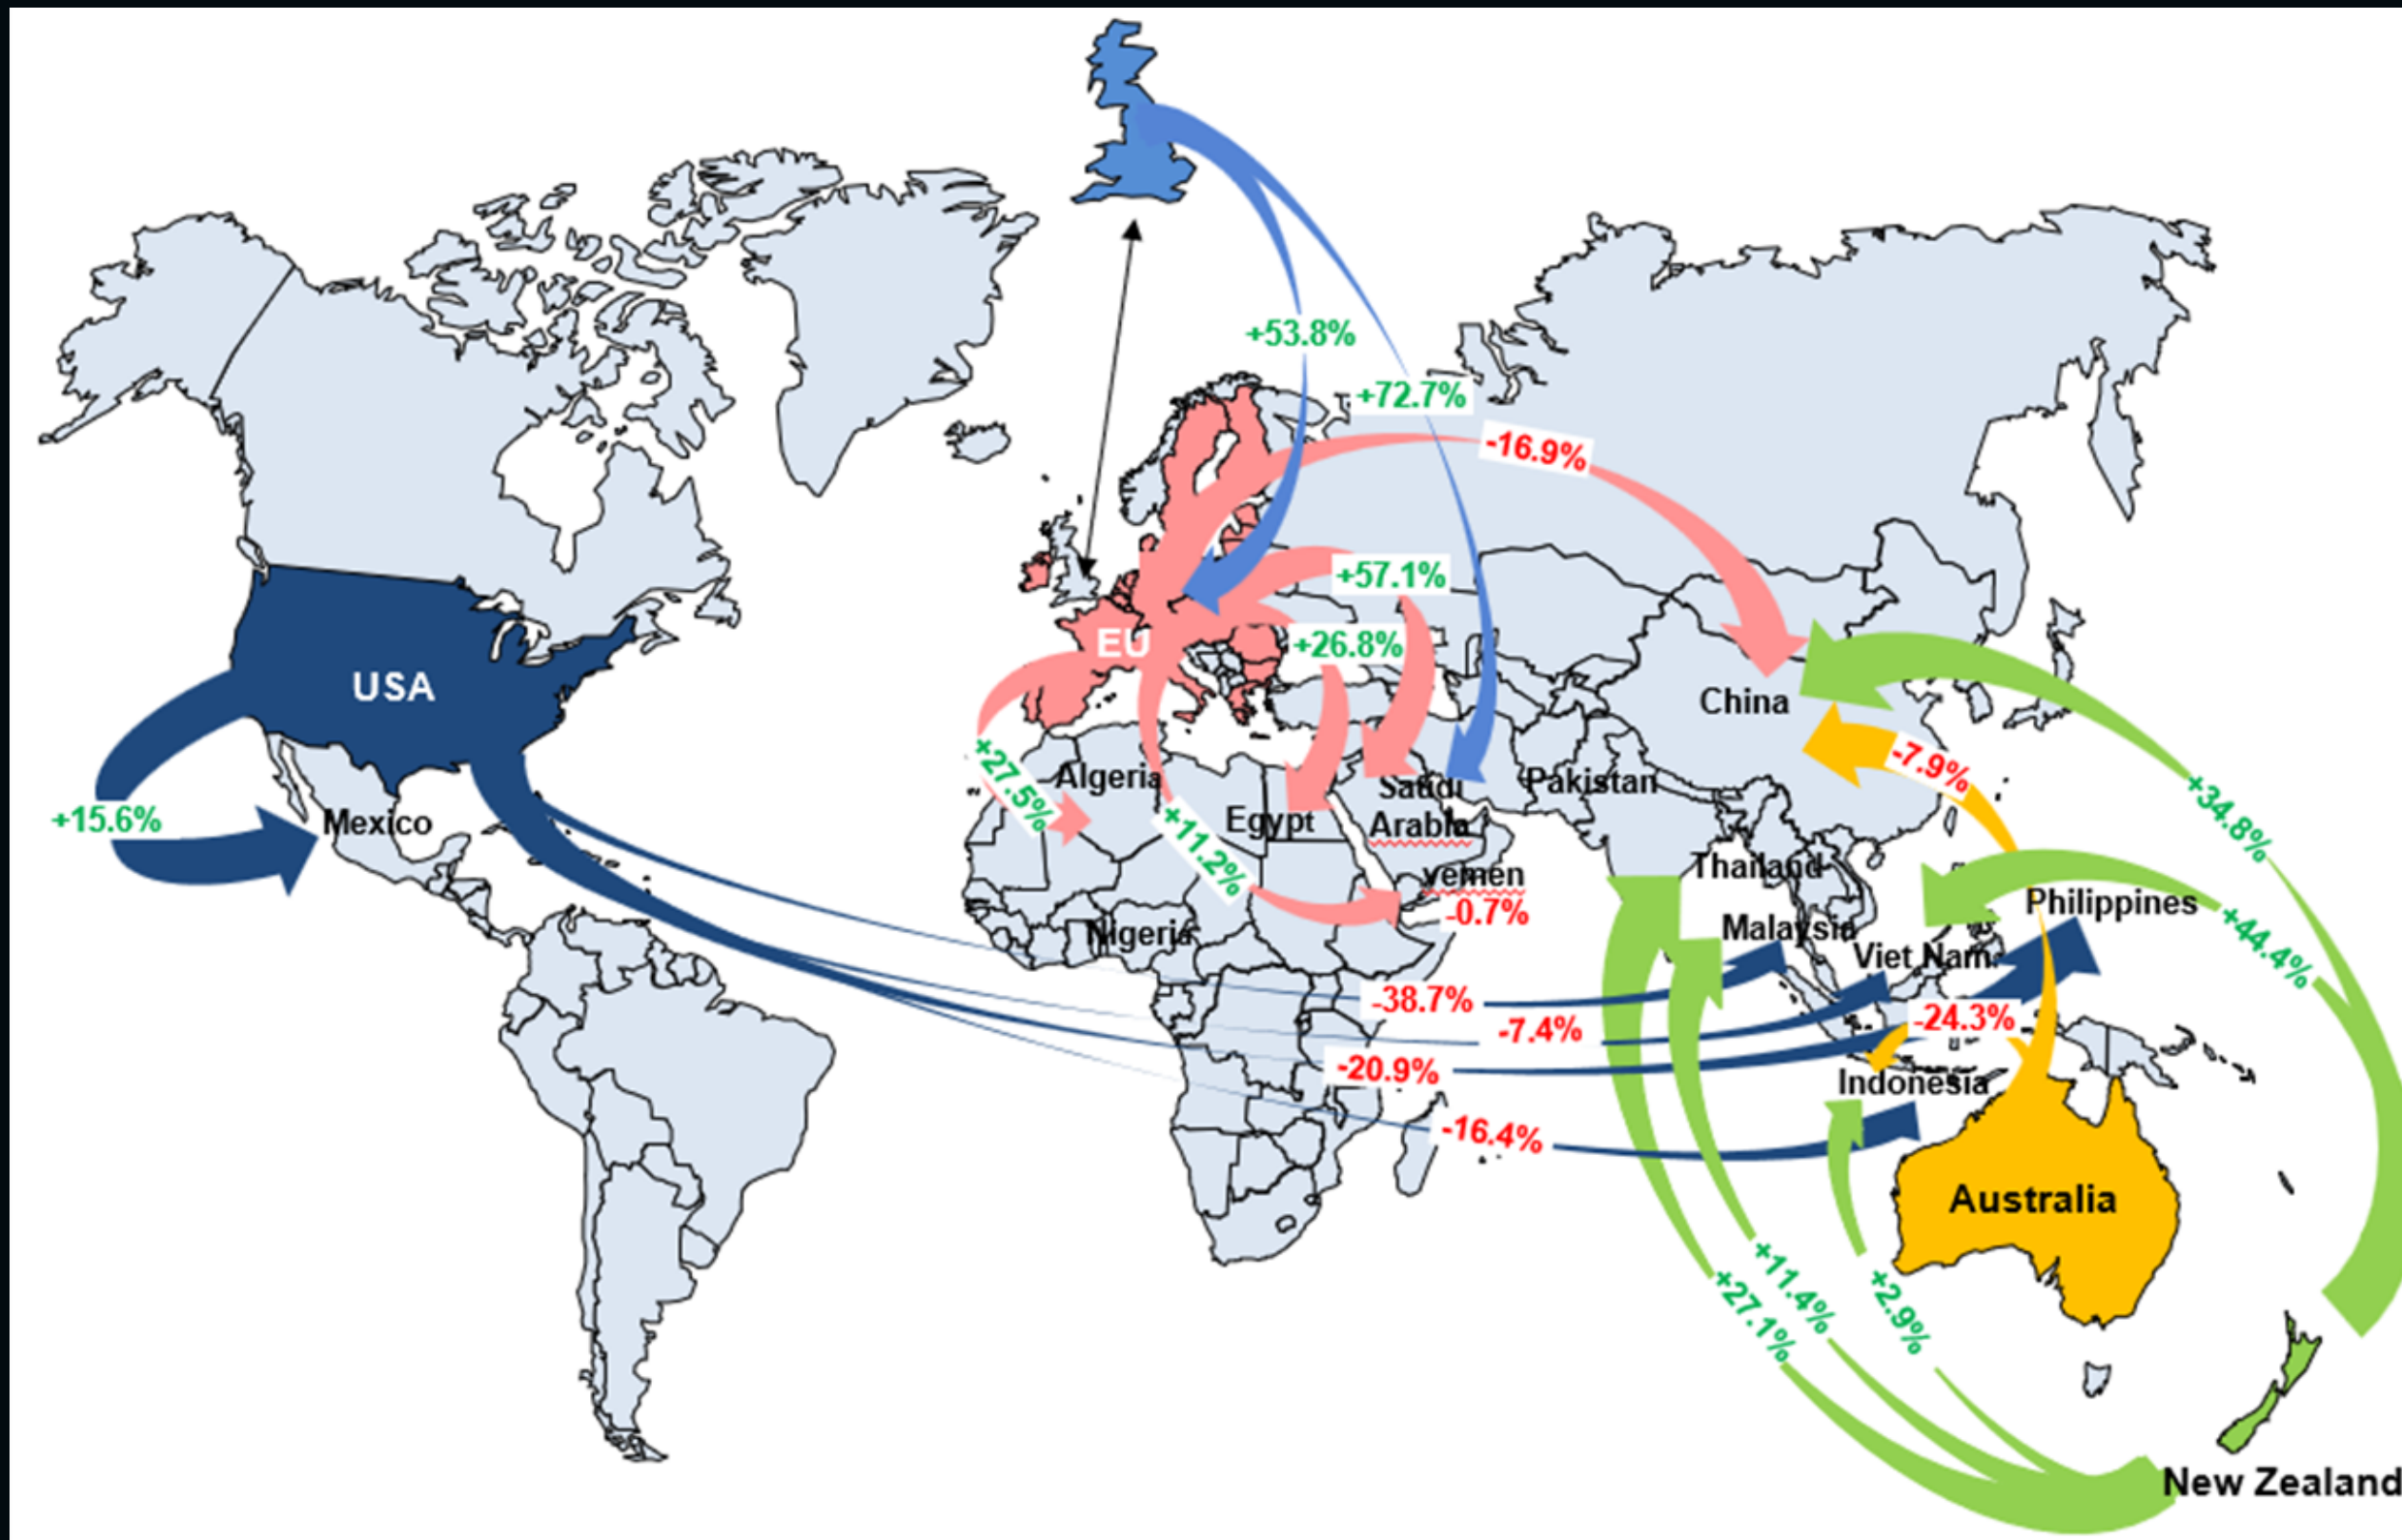 +53.8%
+72.7%
-16.9%
+57.1%
EU
+26.8%
USA
China
+27.5%
Algeria
-7.9%
Saudi
Pakistan
+15.6%
Mexico
Egypt
Arabia
+34.8%
+11.2%
Thailand
yemen
Philippines
-0.7%
Malaysia
Nigeria
+44.4%
Viet Nam
-38.7%
-24.3%
-7.4%
-20.9%
Indonesia
-16.4%
Australia
+11.4%
+2.9%
+27.1%
New Zealand